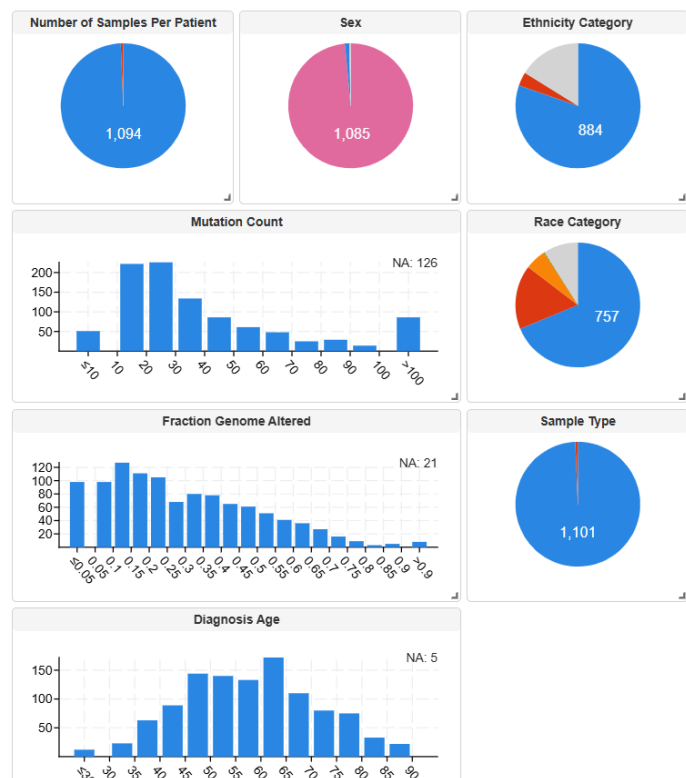 Number of Samples Per Patient
1,094
Sex
1,085
Ethnicity Category
884
Mutation Count
NA: 126
200
150
100
50
≤10 10 20 30 40 50 60 70 80 90 100 >100
Race Category
757
Fraction Genome Altered
NA: 21
120
100
80
60
40
20
≤0.05 0.05 0.1 0.15 0.2 0.25 0.3 0.35 0.4 0.45 0.5 0.55 0.6 0.65 0.7 0.75 0.8 0.85 0.9 >0.9
Sample Type
1,101
Diagnosis Age
NA: 5
150
100
50
30 35 40 45 50 55 60 65 70 75 80 85 90